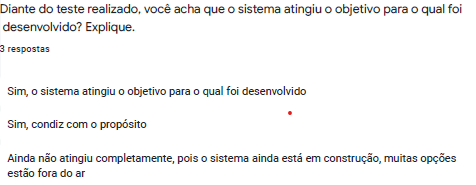 Diante do teste realizado, você acha que o sistema atingiu o objetivo para o qual foi
desenvolvido? Explique.
3 respostas
Sim, o sistema atingiu o objetivo para o qual foi desenvolvido
Sim, condiz com o propósito
Ainda não atingiu completamente, pois o sistema ainda está em construção, muitas opções
estão fora do ar